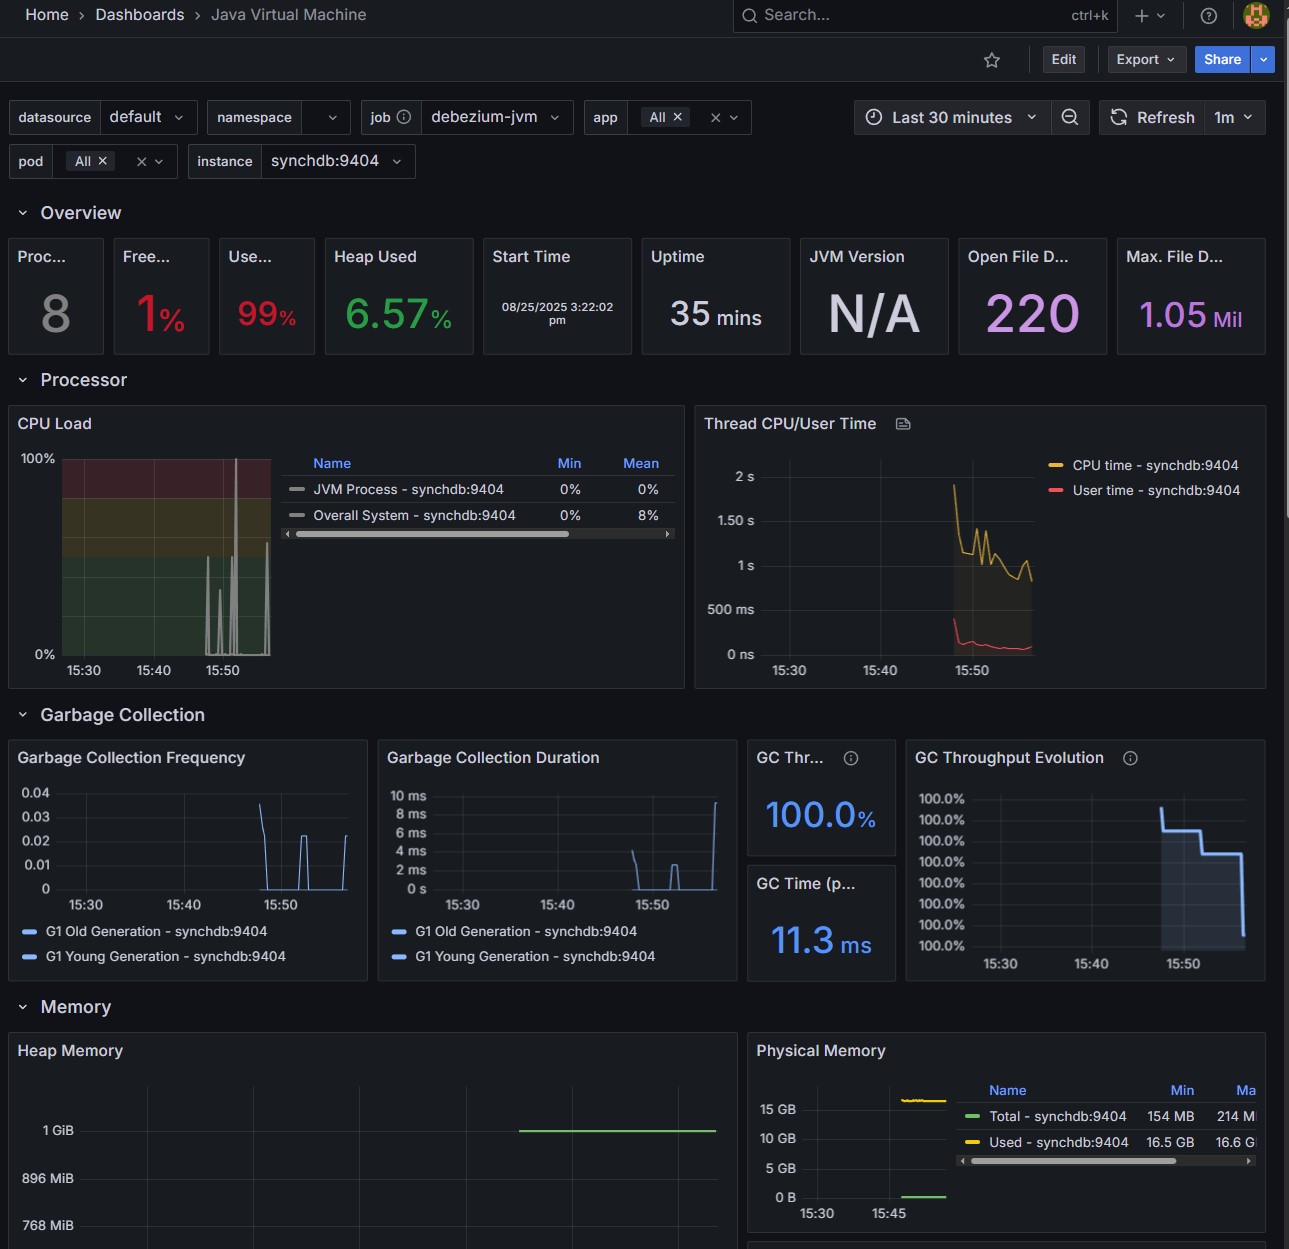 Home › Dashboards › Java Virtual Machine
Search... ctrl+k
Edit Export Share
datasource default namespace job debezium-jvm app All
Last 30 minutes Refresh 1m
pod All instance synchdb:9404
Overview
Proc... Free... Use... Heap Used Start Time Uptime JVM Version Open File D... Max. File D...
8 1% 99% 6.57% 08/25/2025 3:22:02 pm 35 mins N/A 220 1.05 Mil
Processor
CPU Load
100%
0%
15:30 15:40 15:50
Name Min Mean
JVM Process - synchdb:9404 0% 0%
Overall System - synchdb:9404 0% 8%
Thread CPU/User Time
2 s
1.50 s
1 s
500 ms
0 ns
15:30 15:40 15:50
CPU time - synchdb:9404
User time - synchdb:9404
Garbage Collection
Garbage Collection Frequency
0.04
0.03
0.02
0.01
0
15:30 15:40 15:50
G1 Old Generation - synchdb:9404
G1 Young Generation - synchdb:9404
Garbage Collection Duration
10 ms
8 ms
6 ms
4 ms
2 ms
0 s
15:30 15:40 15:50
G1 Old Generation - synchdb:9404
G1 Young Generation - synchdb:9404
GC Thr...
100.0%
GC Time (p...
11.3 ms
GC Throughput Evolution
100.0%
100.0%
100.0%
100.0%
100.0%
100.0%
100.0%
100.0%
15:30 15:40 15:50
Memory
Heap Memory
1 GiB
896 MiB
768 MiB
Physical Memory
15 GB
10 GB
5 GB
0 B
15:30 15:45
Name Min Ma
Total - synchdb:9404 154 MB 214 M
Used - synchdb:9404 16.5 GB 16.6 G